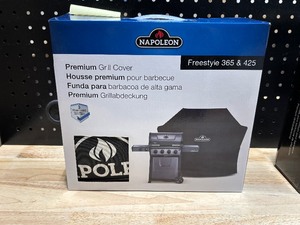 NAPOLEON
Freestyle 365 & 425
Premium Grill Cover
Housse premium pour barbecue
Funda para barbacoa de alta gama
Premium Grillabdeckung
POLE